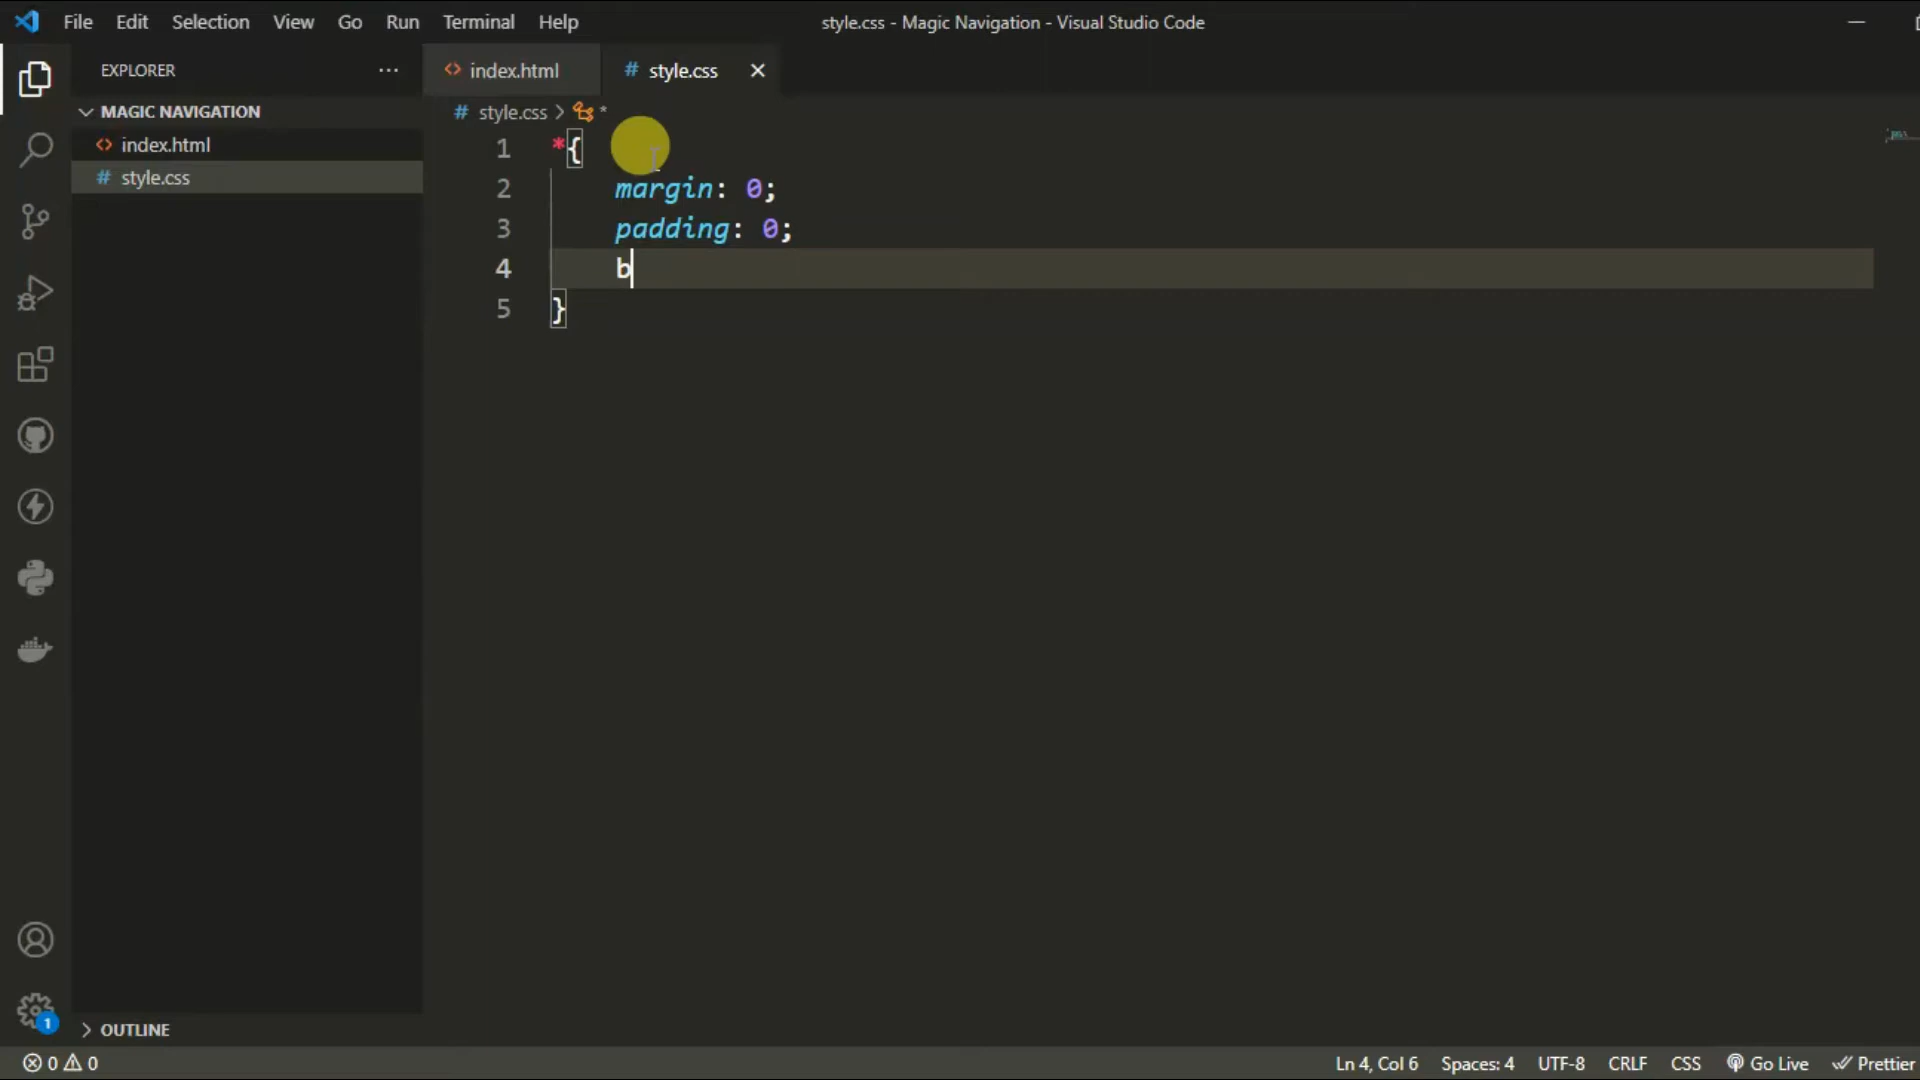 File Edit Selection View Go Run Terminal Help style.css - Magic Navigation - Visual Studio Code
EXPLORER ···
index.html # style.css
MAGIC NAVIGATION
index.html
# style.css
# style.css > *
1 *{
2 margin: 0;
3 padding: 0;
4 b
5 }
1
OUTLINE
0 0 Ln 4, Col 6 Spaces: 4 UTF-8 CRLF CSS Go Live Prettier